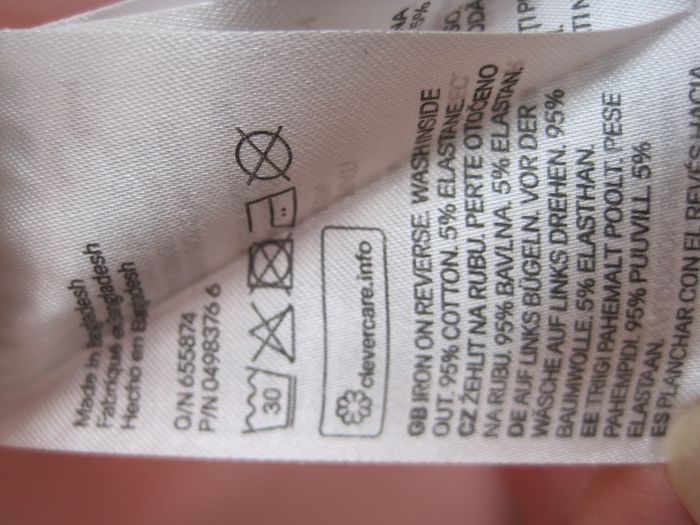 Made in Bangladesh
Fabriqué au Bangladesh
Hecho en Bangladesh
O/N 655874
P/N 0498376 6
30
clevercare.info
GB IRON ON REVERSE. WASH INSIDE
OUT. 95% COTTON. 5% ELASTANE.
CZ ŽEHLIT NA RUBU. PERTE OTOČENO
NA RUBU. 95% BAVLNA. 5% ELASTAN.
DE AUF LINKS BÜGELN. VOR DER
WÄSCHE AUF LINKS DREHEN. 95%
BAUMWOLLE. 5% ELASTHAN.
EE TRIIGI PAHEMALT POOLT. PESE
PAHEMPIDI. 95% PUUVILL. 5%
ELASTAAN.
ES PLANCHAR CON EL REVÉS HACIA